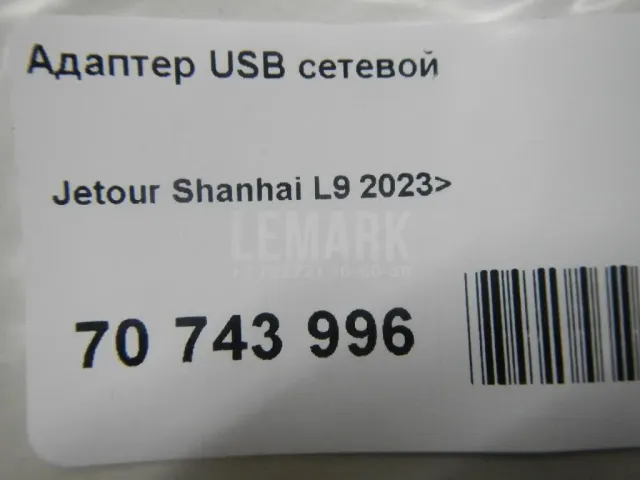 Адаптер USB сетевой
Jetour Shanhai L9 2023>
LEMARK
70 743 996